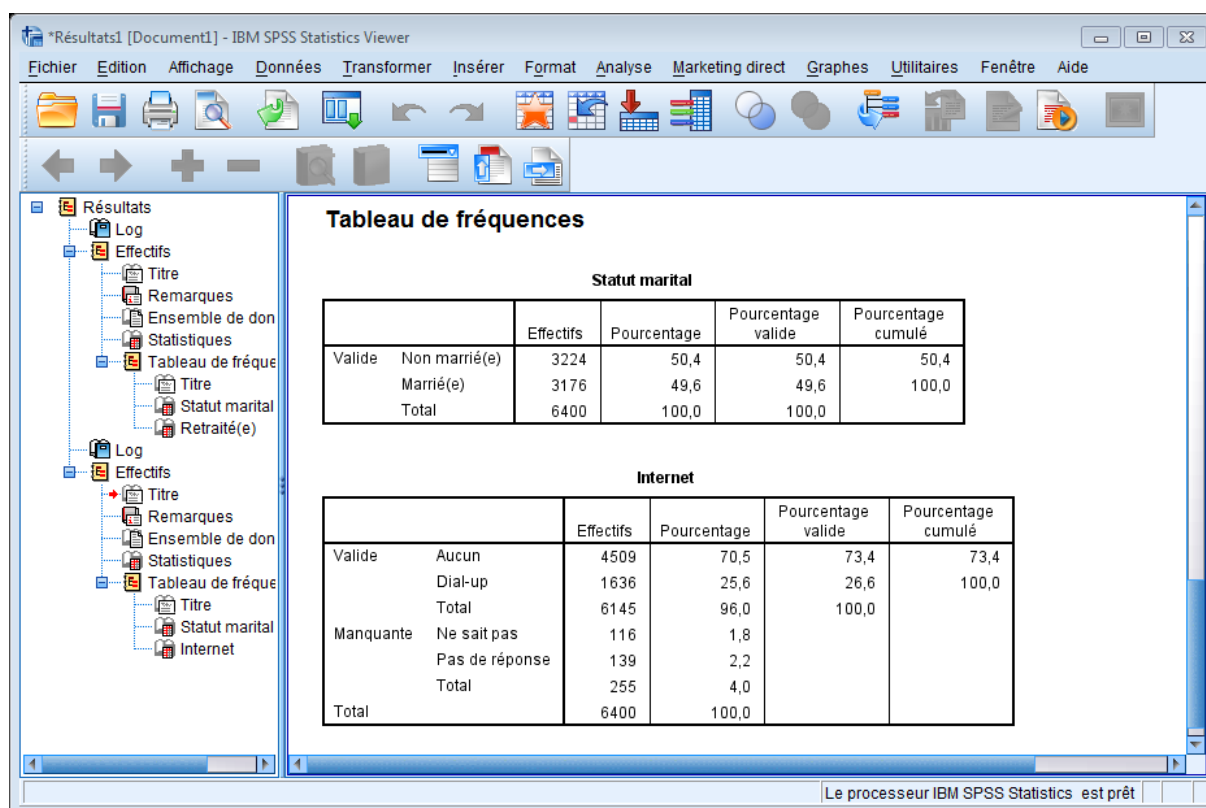 *Résultats1 [Document1] - IBM SPSS Statistics Viewer
Fichier Edition Affichage Données Transformer Insérer Format Analyse Marketing direct Graphes Utilitaires Fenêtre Aide
Résultats
Log
Effectifs
Titre
Remarques
Ensemble de don
Statistiques
Tableau de fréque
Titre
Statut marital
Retraité(e)
Log
Effectifs
Titre
Remarques
Ensemble de don
Statistiques
Tableau de fréque
Titre
Statut marital
Internet
Tableau de fréquences
Statut marital
Effectifs Pourcentage Pourcentage valide Pourcentage cumulé
Valide Non marrié(e) 3224 50,4 50,4 50,4
Marrié(e) 3176 49,6 49,6 100,0
Total 6400 100,0 100,0
Internet
Effectifs Pourcentage Pourcentage valide Pourcentage cumulé
Valide Aucun 4509 70,5 73,4 73,4
Dial-up 1636 25,6 26,6 100,0
Total 6145 96,0 100,0
Manquante Ne sait pas 116 1,8
Pas de réponse 139 2,2
Total 255 4,0
Total 6400 100,0
Le processeur IBM SPSS Statistics est prêt